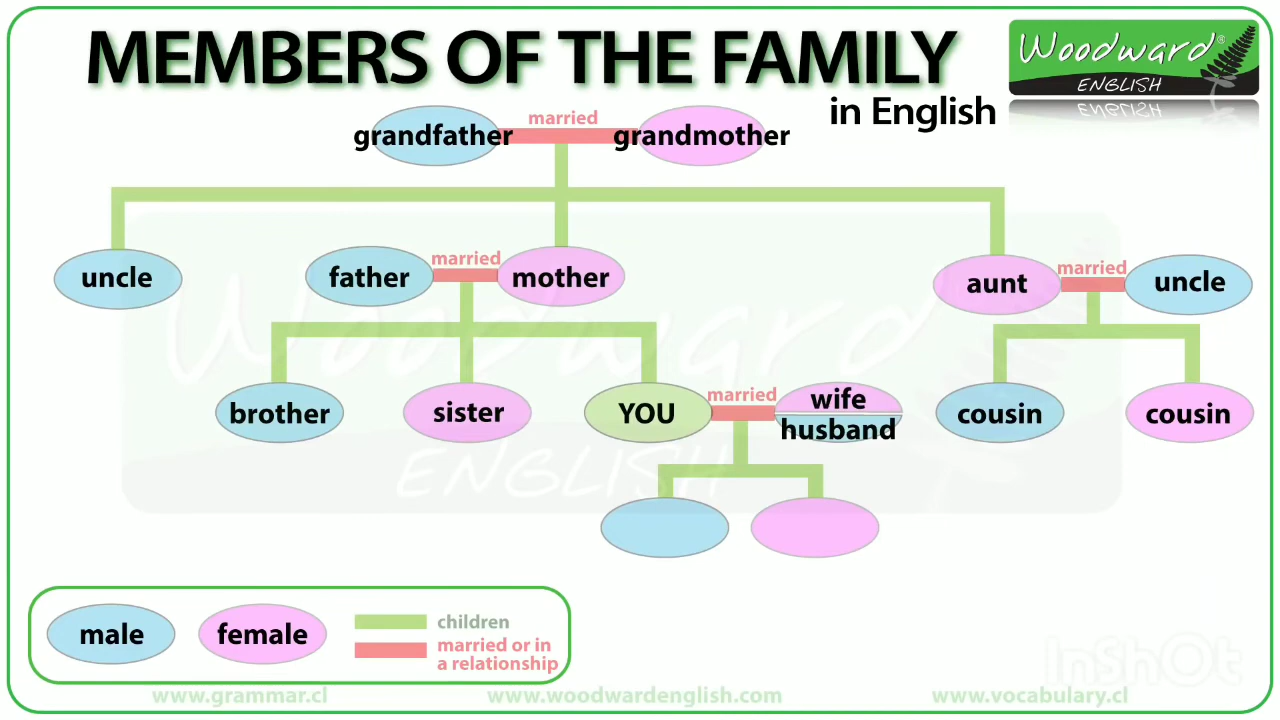 MEMBERS OF THE FAMILY
in English
Woodward®
ENGLISH
grandfather married grandmother
uncle father married mother aunt married uncle
brother sister YOU married wife husband cousin cousin
Woodward
ENGLISH
male female children
married or in
a relationship
InShOt
www.grammar.cl www.woodwardenglish.com www.vocabulary.cl